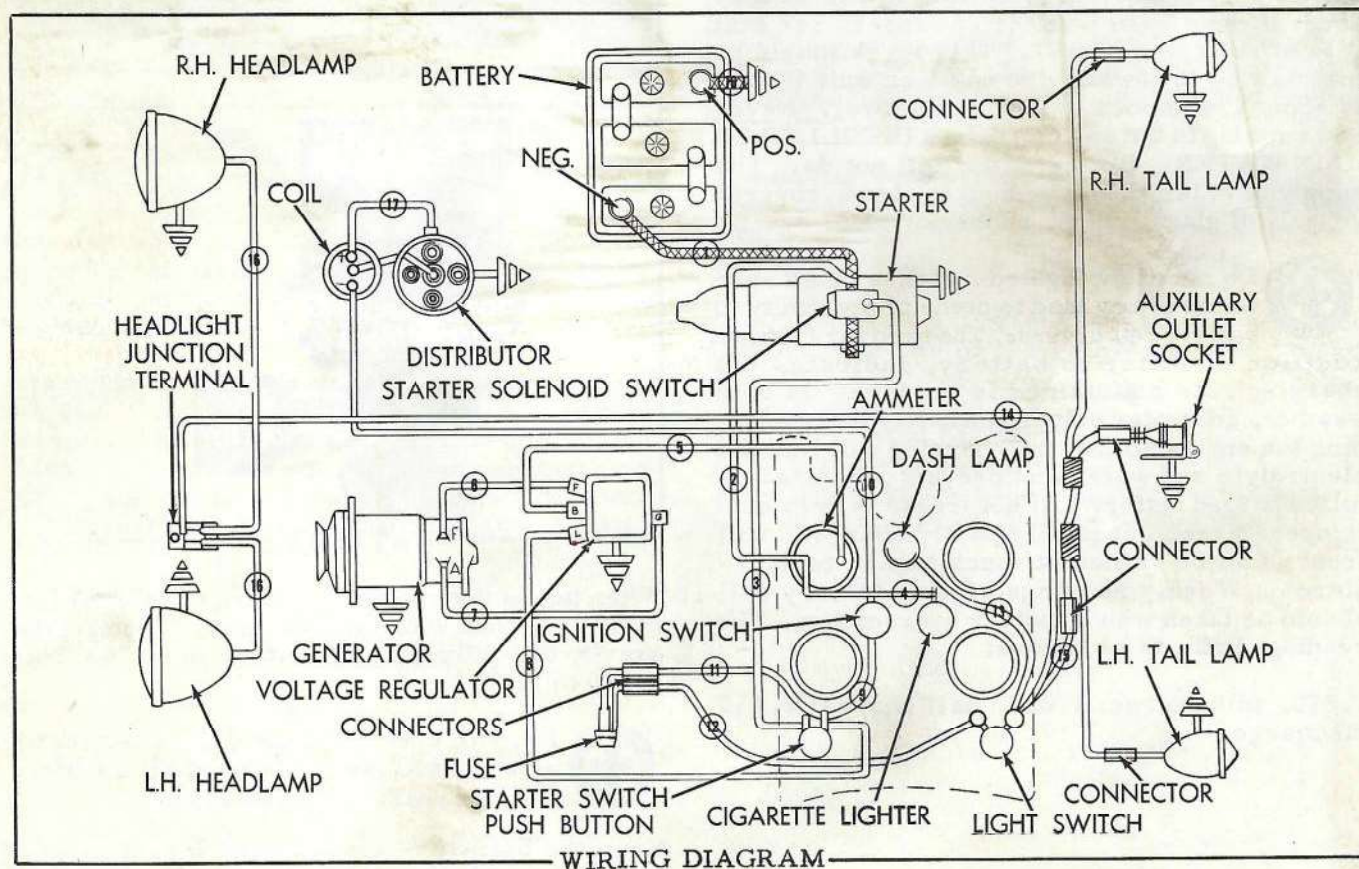 R.H. HEADLAMP
BATTERY
CONNECTOR
NEG.
POS.
R.H. TAIL LAMP
COIL
17
STARTER
16
1
HEADLIGHT
JUNCTION
TERMINAL
DISTRIBUTOR
STARTER SOLENOID SWITCH
AUXILIARY
OUTLET
SOCKET
AMMETER
14
5
2
10
DASH LAMP
6
F
B
L
G
F
A
CONNECTOR
16
3
4
13
7
IGNITION SWITCH
GENERATOR
8
15
L.H. TAIL LAMP
VOLTAGE REGULATOR
11
9
CONNECTORS
12
L.H. HEADLAMP
FUSE
STARTER SWITCH
PUSH BUTTON
CIGARETTE LIGHTER
LIGHT SWITCH
CONNECTOR
WIRING DIAGRAM